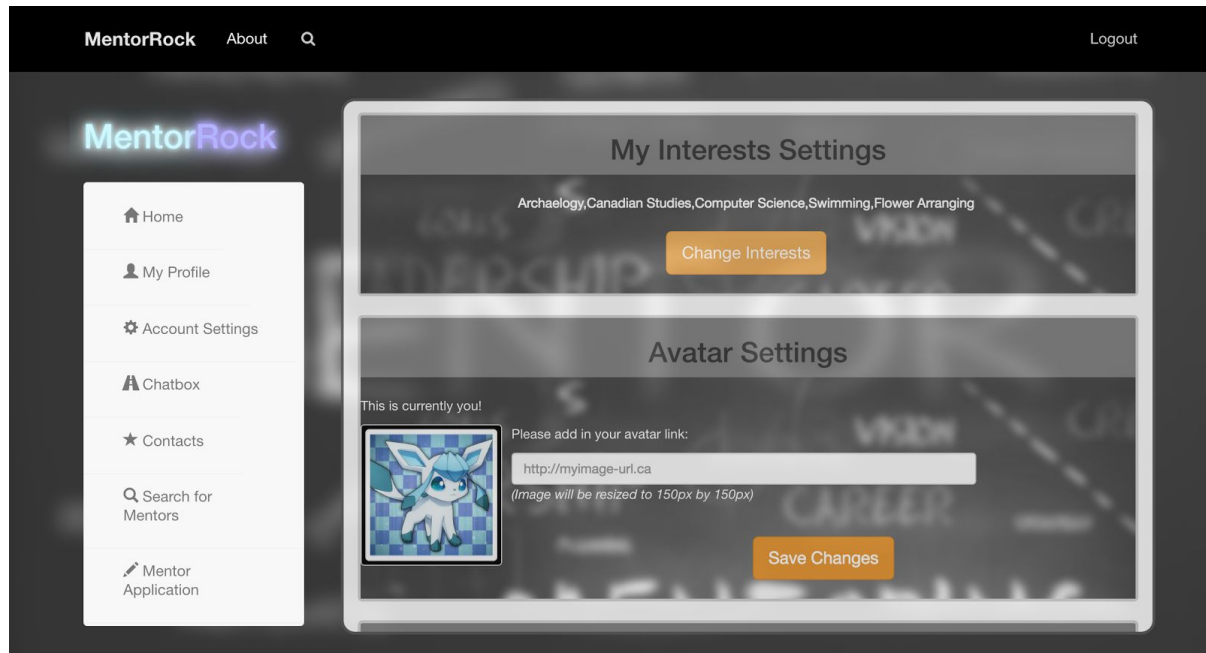 MentorRock About Logout
MentorRock
Home
My Profile
Account Settings
Chatbox
Contacts
Search for
Mentors
Mentor
Application
My Interests Settings
Archaelogy,Canadian Studies,Computer Science,Swimming,Flower Arranging
Change Interests
Avatar Settings
This is currently you!
Please add in your avatar link:
http://myimage-url.ca
(Image will be resized to 150px by 150px)
Save Changes
VISION
CAREER